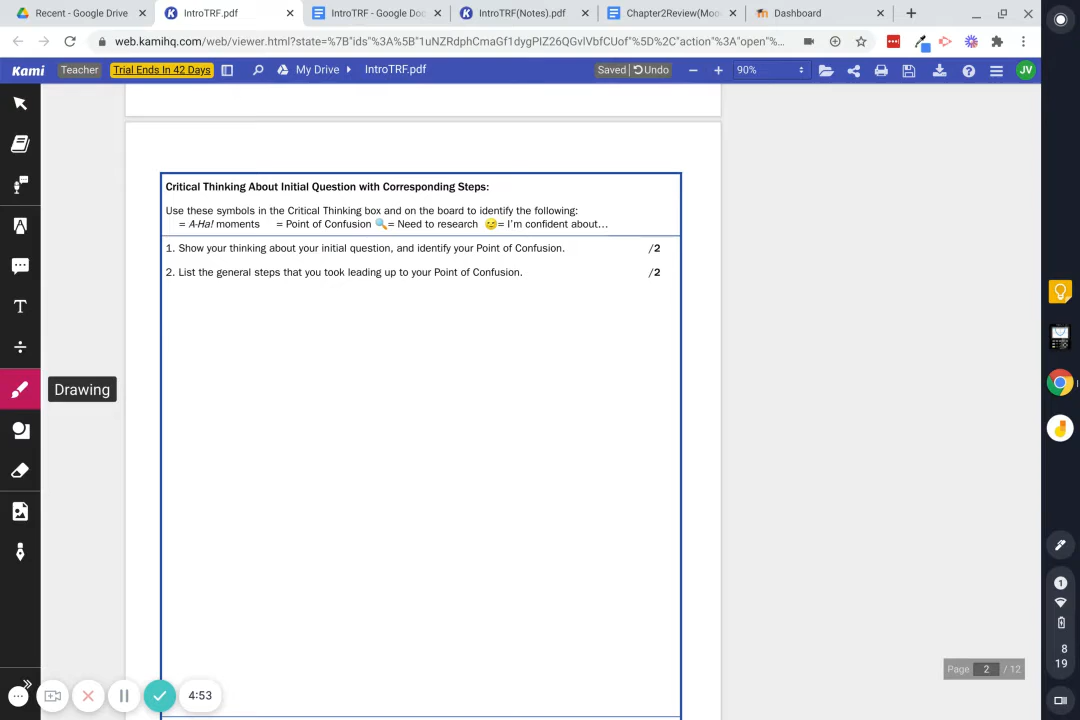 Recent - Google Drive
IntroTRF.pdf
IntroTRF - Google Doc
IntroTRF(Notes).pdf
Chapter2Review(Moo
Dashboard
web.kamihq.com/web/viewer.html?state=%7B"ids"%3A%5B"1uNZRdphCmaGf1dygPIZ26QGvlVbfCUof"%5D%2C"action"%3A"open"%...
Kami
Teacher
Trial Ends In 42 Days
My Drive
IntroTRF.pdf
Saved
Undo
90%
JV
Critical Thinking About Initial Question with Corresponding Steps:
Use these symbols in the Critical Thinking box and on the board to identify the following:
= A-Ha! moments = Point of Confusion = Need to research = I'm confident about...
1. Show your thinking about your initial question, and identify your Point of Confusion. /2
2. List the general steps that you took leading up to your Point of Confusion. /2
Drawing
Page 2 / 12
4:53
1
8
19